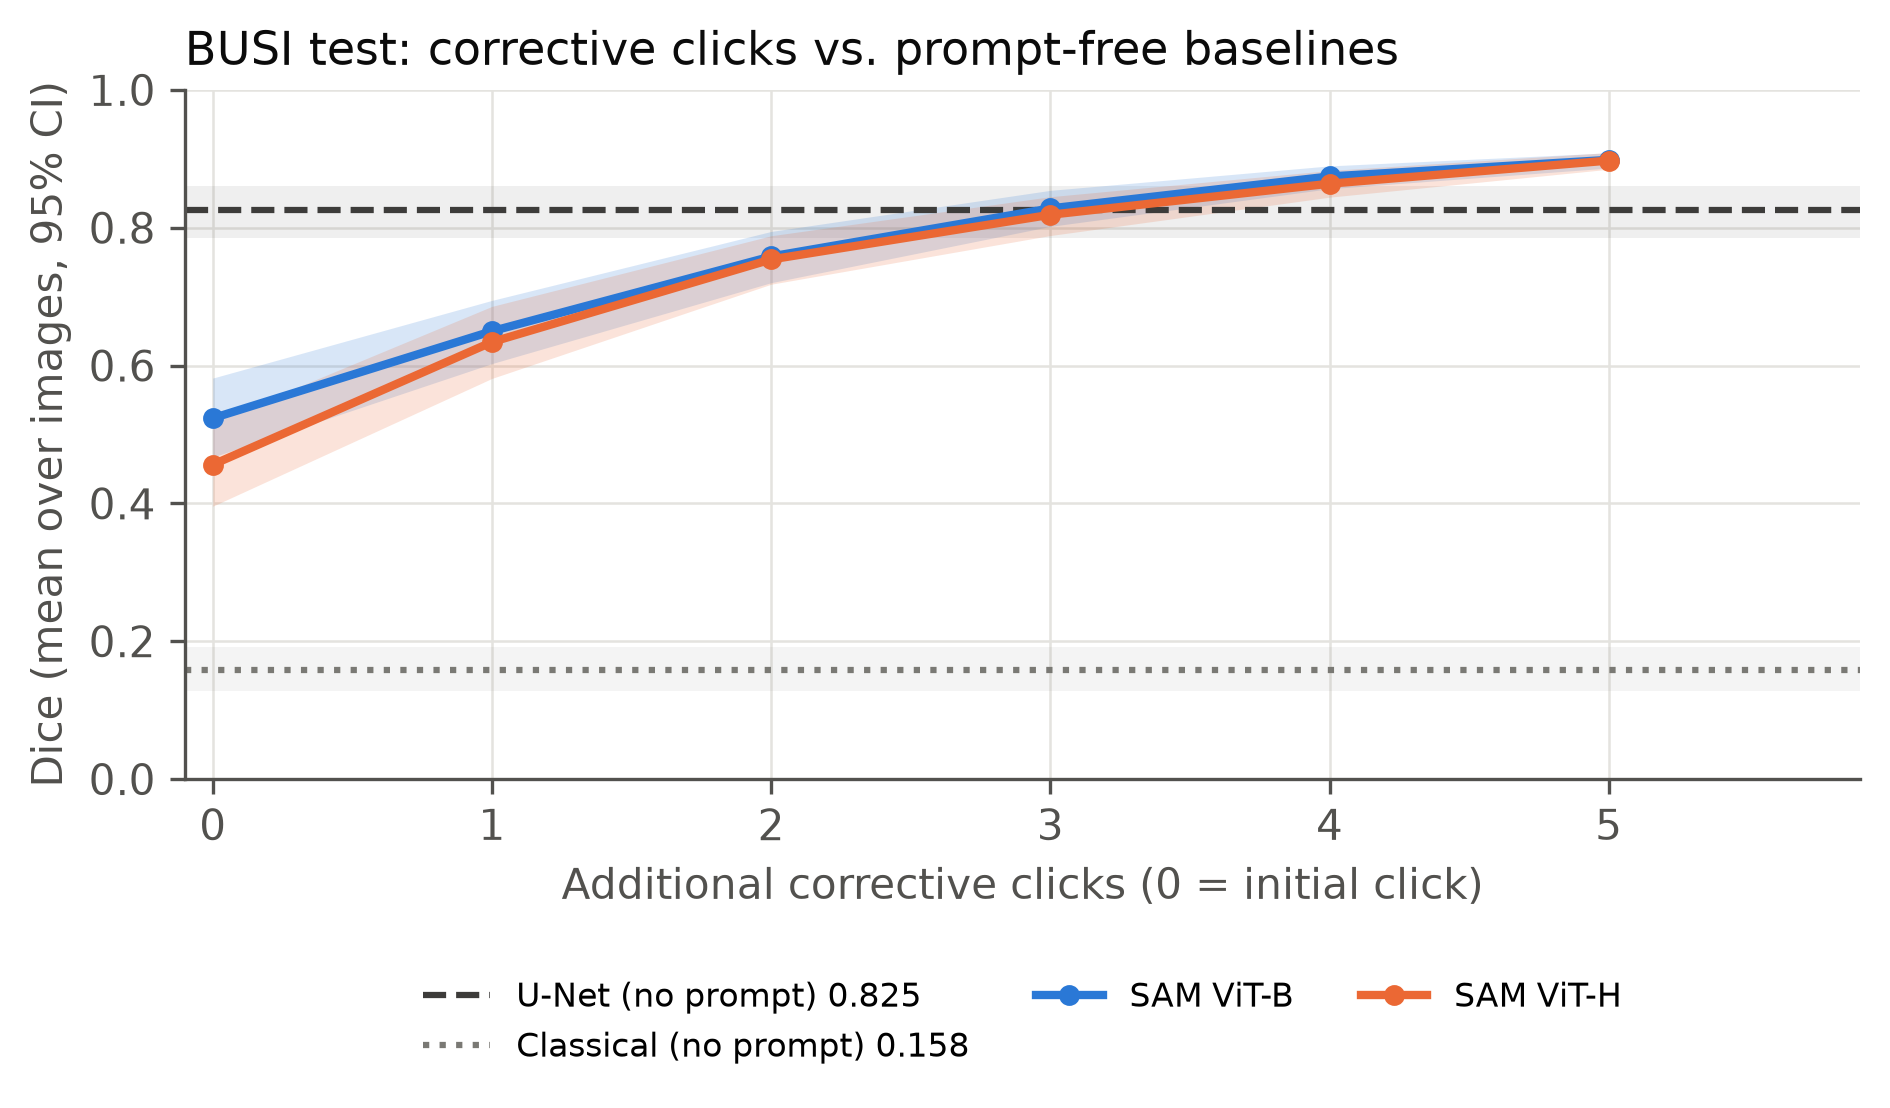 BUSI test: corrective clicks vs. prompt-free baselines
Dice (mean over images, 95% CI)
1.0
0.8
0.6
0.4
0.2
0.0
0 1 2 3 4 5
Additional corrective clicks (0 = initial click)
U-Net (no prompt) 0.825 SAM ViT-B SAM ViT-H
Classical (no prompt) 0.158